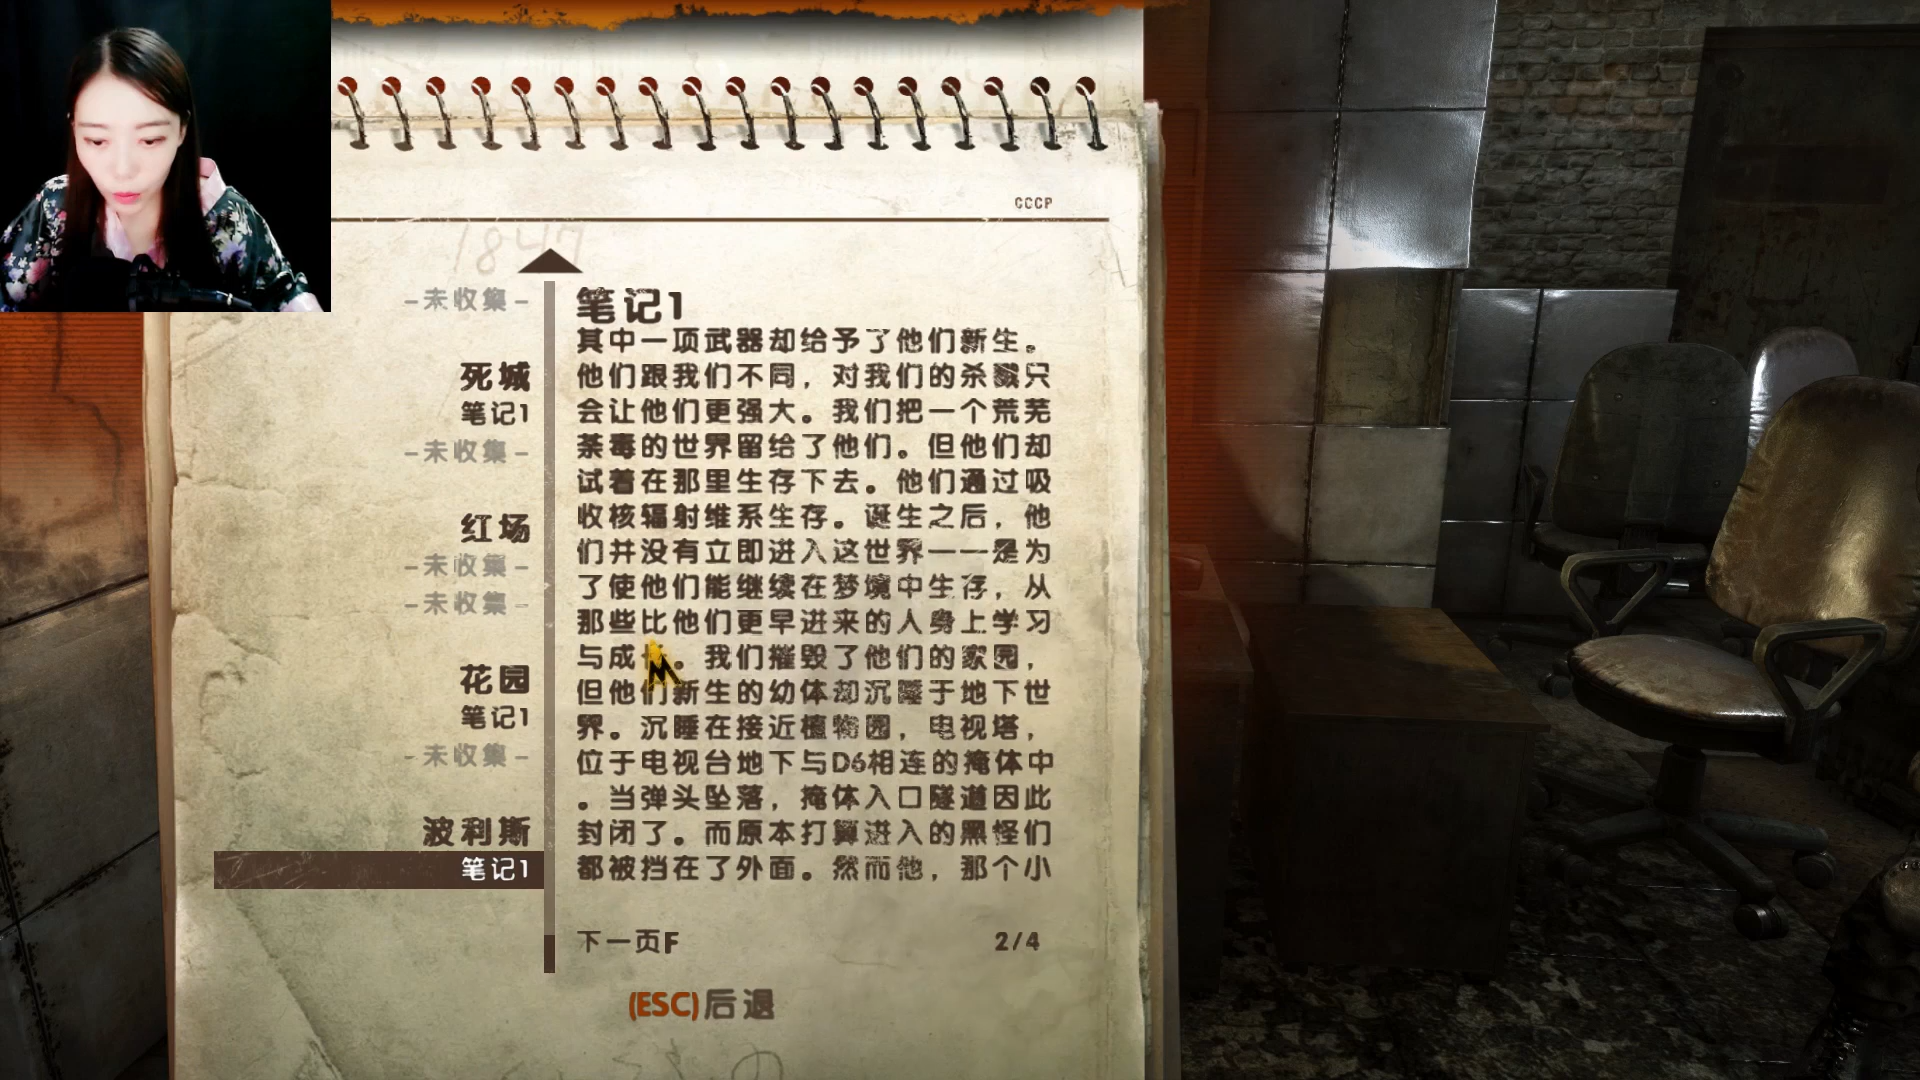 CCCP
1847
-未收集-
死城
笔记1
-未收集-
红场
-未收集-
-未收集-
花园
笔记1
-未收集-
波利斯
笔记1
笔记1
其中一项武器却给予了他们新生。
他们跟我们不同，对我们的杀戮只
会让他们更强大。我们把一个荒芜
荼毒的世界留给了他们。但他们却
试着在那里生存下去。他们通过吸
收核辐射维系生存。诞生之后，他
们并没有立即进入这世界——是为
了使他们能继续在梦境中生存，从
那些比他们更早进来的人身上学习
与成。我们摧毁了他们的家园，
但他们新生的幼体却沉睡于地下世
界。沉睡在接近植物园，电视塔，
位于电视台地下与D6相连的掩体中
。当弹头坠落，掩体入口隧道因此
封闭了。而原本打算进入的黑怪们
都被挡在了外面。然而他，那个小
下一页F
2/4
(ESC)后退